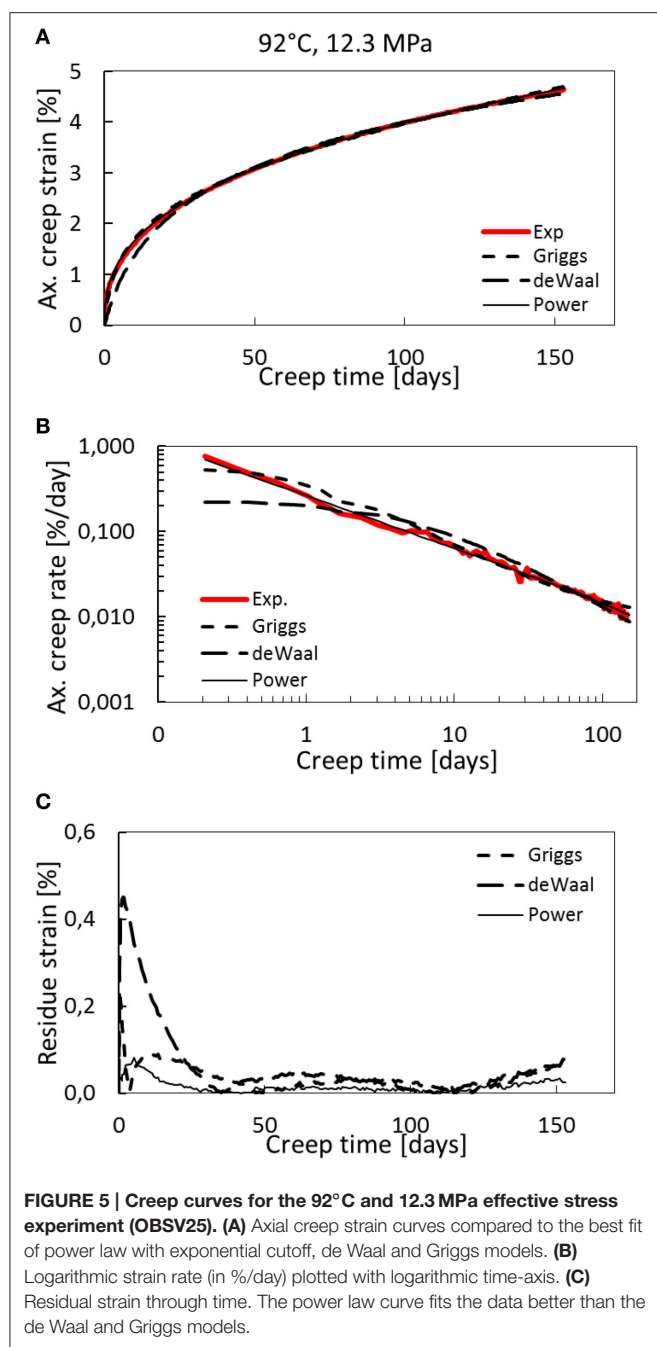 A
92°C, 12.3 MPa
Ax. creep strain [%]
5
4
3
2
1
0
Exp
Griggs
deWaal
Power
0 50 100 150
Creep time [days]
B
Ax. creep rate [%/day]
1,000
0,100
0,010
0,001
Exp.
Griggs
deWaal
Power
0 1 10 100
Creep time [days]
C
Residue strain [%]
0,6
0,4
0,2
0,0
Griggs
deWaal
Power
0 50 100 150
Creep time [days]
FIGURE 5 | Creep curves for the 92°C and 12.3 MPa effective stress
experiment (OBSV25). (A) Axial creep strain curves compared to the best fit
of power law with exponential cutoff, de Waal and Griggs models. (B)
Logarithmic strain rate (in %/day) plotted with logarithmic time-axis. (C)
Residual strain through time. The power law curve fits the data better than the
de Waal and Griggs models.